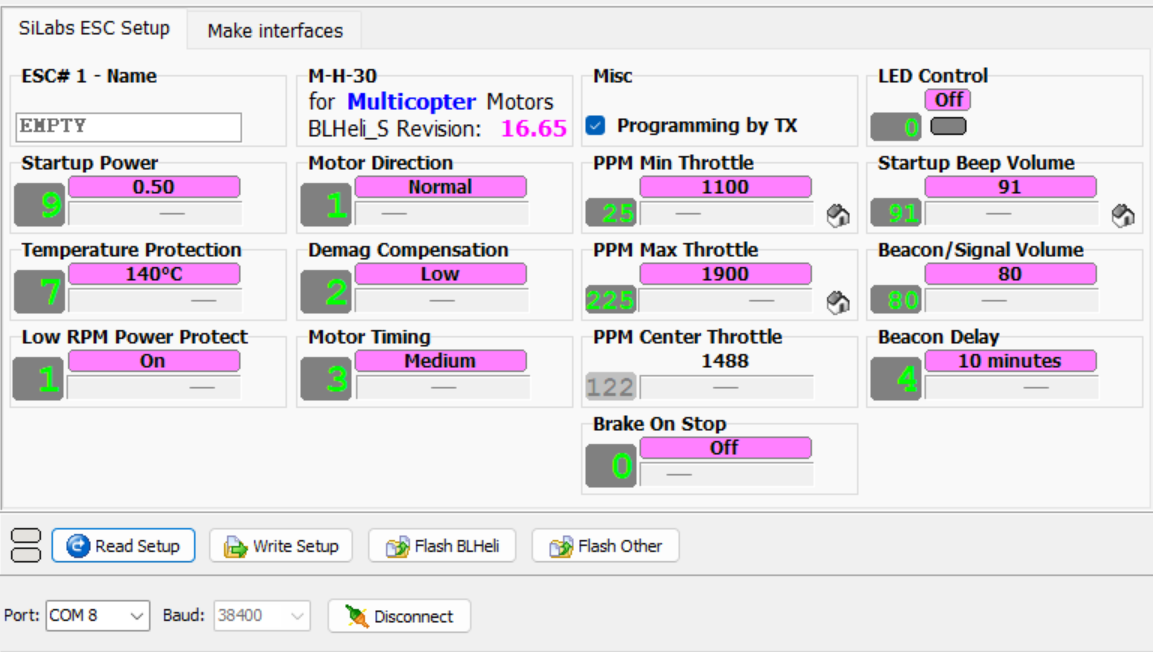 SiLabs ESC Setup
Make interfaces
ESC# 1 - Name
EMPTY
M-H-30
for Multicopter Motors
BLHeli_S Revision: 16.65
Misc
Programming by TX
LED Control
Off
0
Startup Power
0.50
9
Motor Direction
Normal
1
PPM Min Throttle
1100
25
Startup Beep Volume
91
91
Temperature Protection
140°C
7
Demag Compensation
Low
2
PPM Max Throttle
1900
225
Beacon/Signal Volume
80
80
Low RPM Power Protect
On
1
Motor Timing
Medium
3
PPM Center Throttle
1488
122
Beacon Delay
10 minutes
4
Brake On Stop
Off
0
Read Setup
Write Setup
Flash BLHeli
Flash Other
Port: COM 8
Baud: 38400
Disconnect